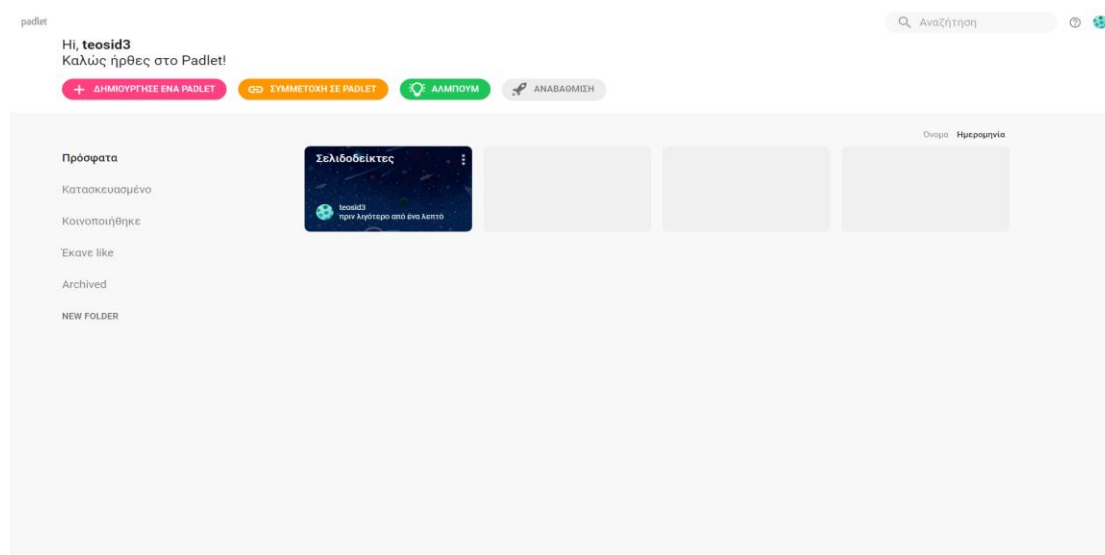 padlet
Αναζήτηση
Hi, teosid3
Καλώς ήρθες στο Padlet!
ΔΗΜΙΟΥΡΓΗΣΕ ΕΝΑ PADLET
ΣΥΜΜΕΤΟΧΗ ΣΕ PADLET
ΑΛΜΠΟΥΜ
ΑΝΑΒΑΘΜΙΣΗ
Όνομα Ημερομηνία
Πρόσφατα
Κατασκευασμένο
Κοινοποιήθηκε
Έκανε like
Archived
NEW FOLDER
Σελιδοδείκτες
teosid3
πριν λιγότερο από ένα λεπτό